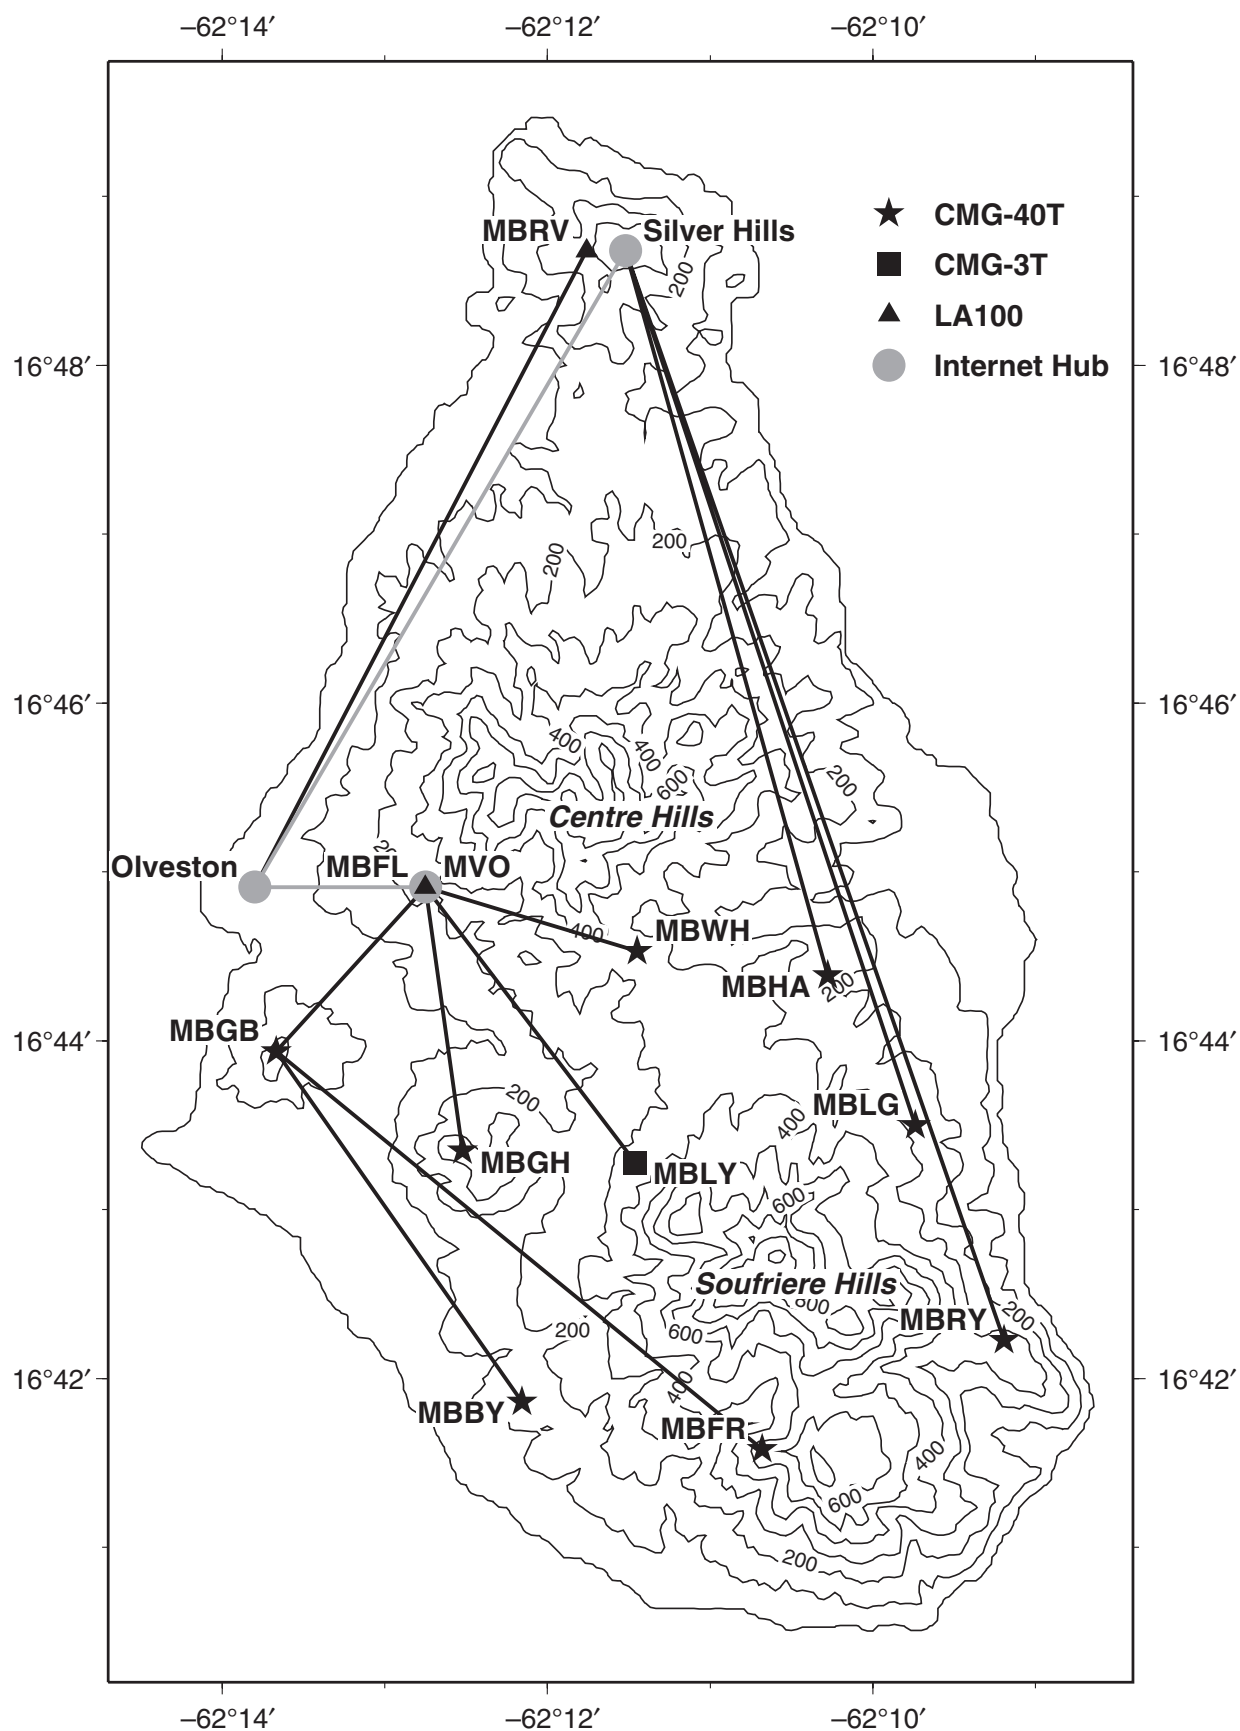 –62°14′ –62°12′ –62°10′
MBRV Silver Hills
CMG-40T
200
CMG-3T
LA100
16°48′ Internet Hub 16°48′
200 200
16°46′ 16°46′
400 400 600 200
Centre Hills
Olveston MBFL MVO
400 MBWH
MBHA 200
MBGB
16°44′ 16°44′
200 400 MBLG
MBGH MBLY
600
Soufriere Hills
800
MBRY 200
200 600
16°42′ 400 16°42′
MBBY MBFR
400
600
200
–62°14′ –62°12′ –62°10′